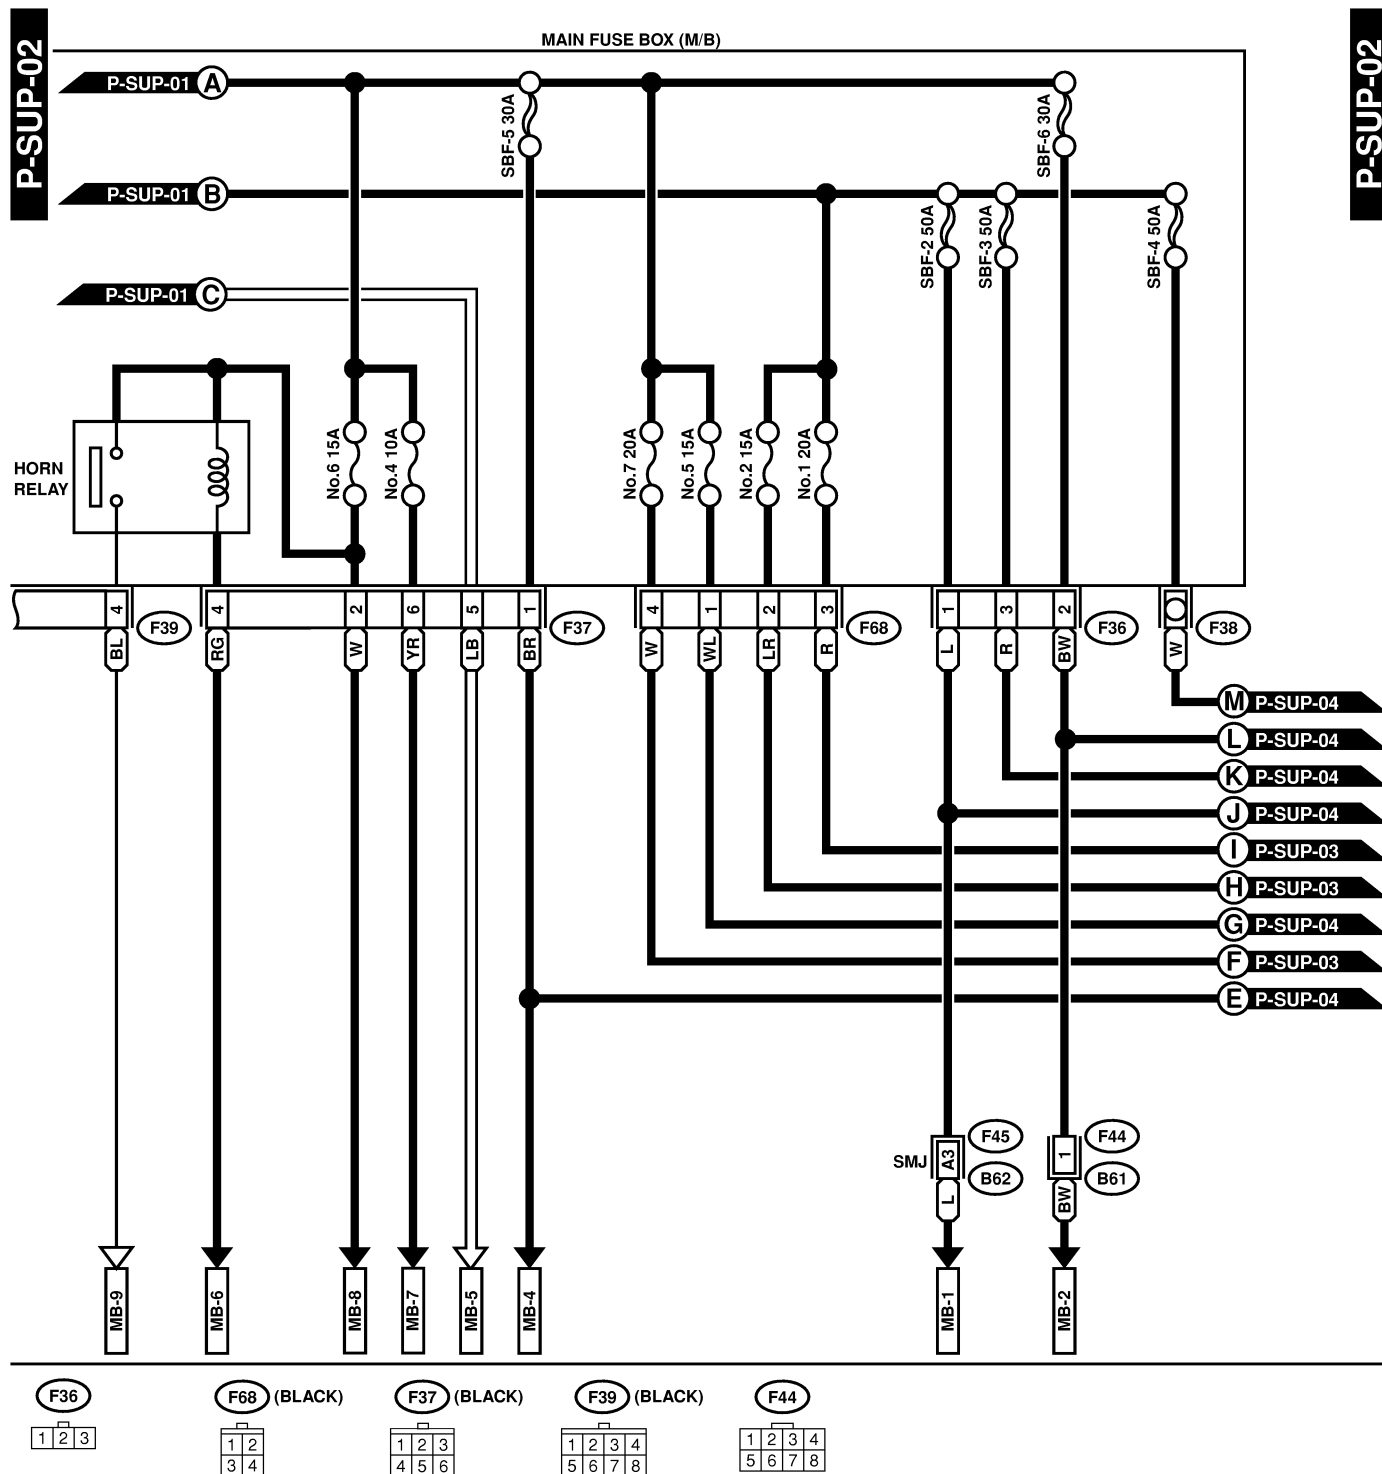 P-SUP-02
P-SUP-02
MAIN FUSE BOX (M/B)
P-SUP-01 A
SBF-5 30A
SBF-6 30A
P-SUP-01 B
SBF-2 50A
SBF-3 50A
SBF-4 50A
P-SUP-01 C
HORN
RELAY
No.6 15A
No.4 10A
No.7 20A
No.5 15A
No.2 15A
No.1 20A
4 F39 4 2 6 5 1 F37 4 1 2 3 F68 1 3 2 F36 F38
BL RG W YR LB BR W WL LR R L R BW W
M P-SUP-04
L P-SUP-04
K P-SUP-04
J P-SUP-04
I P-SUP-03
H P-SUP-03
G P-SUP-04
F P-SUP-03
E P-SUP-04
F45 F44
SMJ A3 1
B62 B61
L BW
MB-9 MB-6 MB-8 MB-7 MB-5 MB-4 MB-1 MB-2
F36 F68 (BLACK) F37 (BLACK) F39 (BLACK) F44
1 2 3
1 2
3 4
1 2 3
4 5 6
1 2 3 4
5 6 7 8
1 2 3 4
5 6 7 8